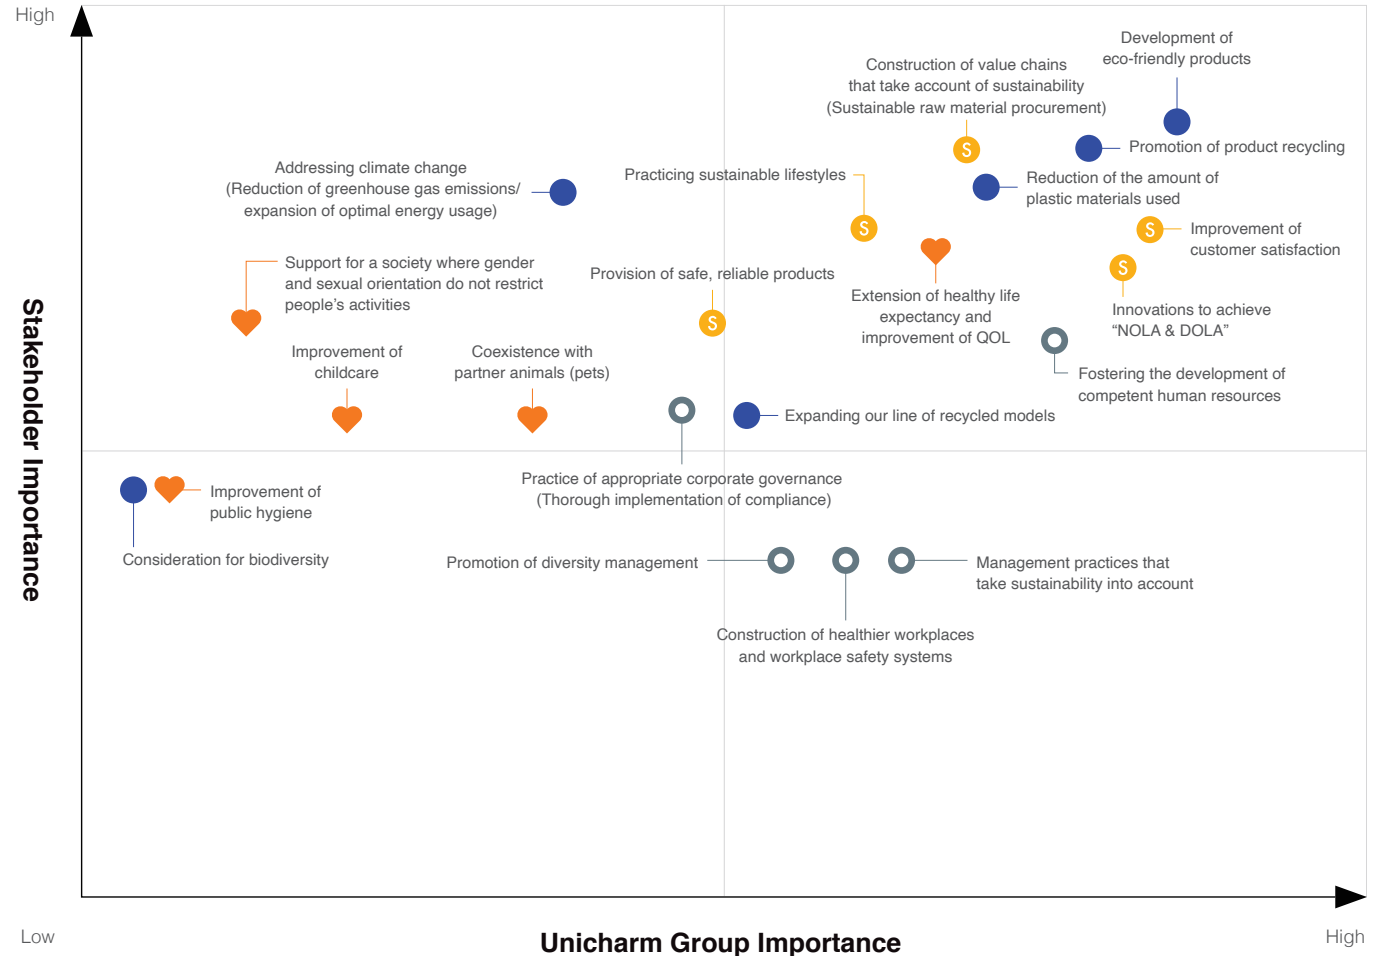 High
Development of
eco-friendly products
Construction of value chains
that take account of sustainability
(Sustainable raw material procurement)
S
Promotion of product recycling
Addressing climate change
(Reduction of greenhouse gas emissions/
expansion of optimal energy usage)
Practicing sustainable lifestyles
S
Reduction of the amount of
plastic materials used
S
Improvement of
customer satisfaction
Support for a society where gender
and sexual orientation do not restrict
people’s activities
Provision of safe, reliable products
S
Extension of healthy life
expectancy and
improvement of QOL
S
Innovations to achieve
“NOLA & DOLA”
Improvement of
childcare
Coexistence with
partner animals (pets)
Fostering the development of
competent human resources
Expanding our line of recycled models
Practice of appropriate corporate governance
(Thorough implementation of compliance)
Improvement of
public hygiene
Consideration for biodiversity
Promotion of diversity management
Management practices that
take sustainability into account
Construction of healthier workplaces
and workplace safety systems
Stakeholder Importance
Low
Unicharm Group Importance
High